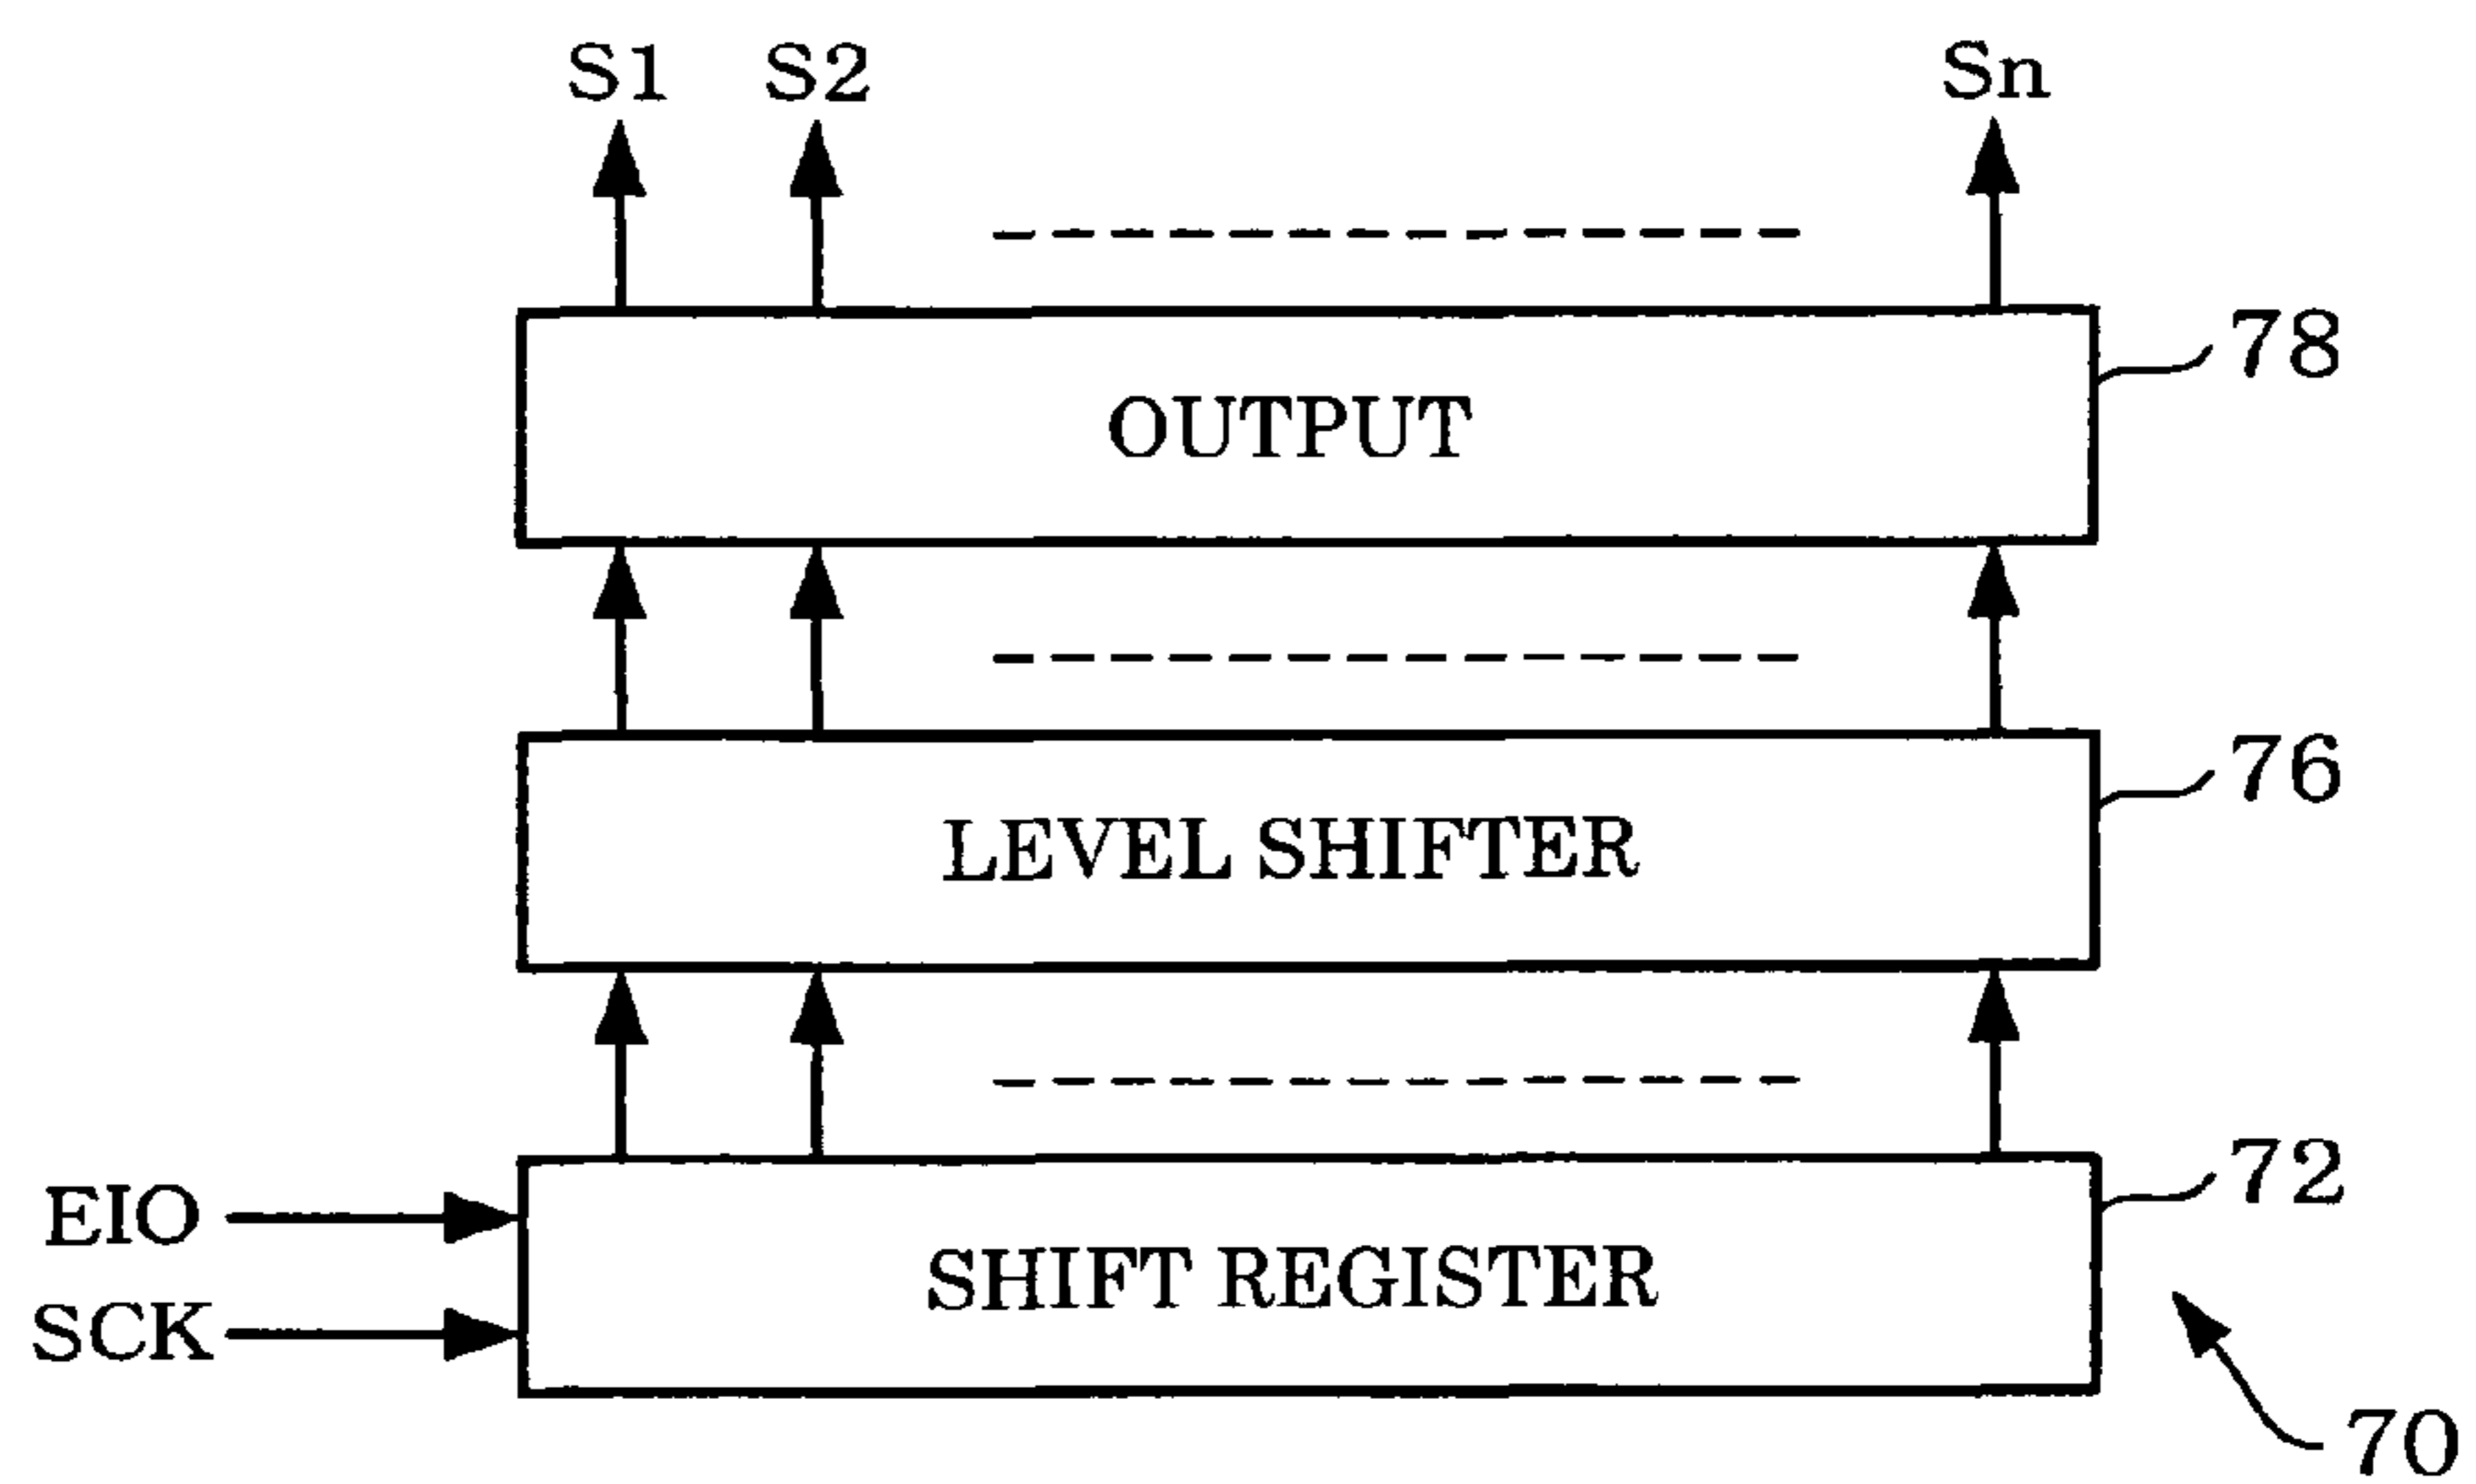 S1 S2 Sn
78
OUTPUT
76
LEVEL SHIFTER
72
EIO
SHIFT REGISTER
SCK
70